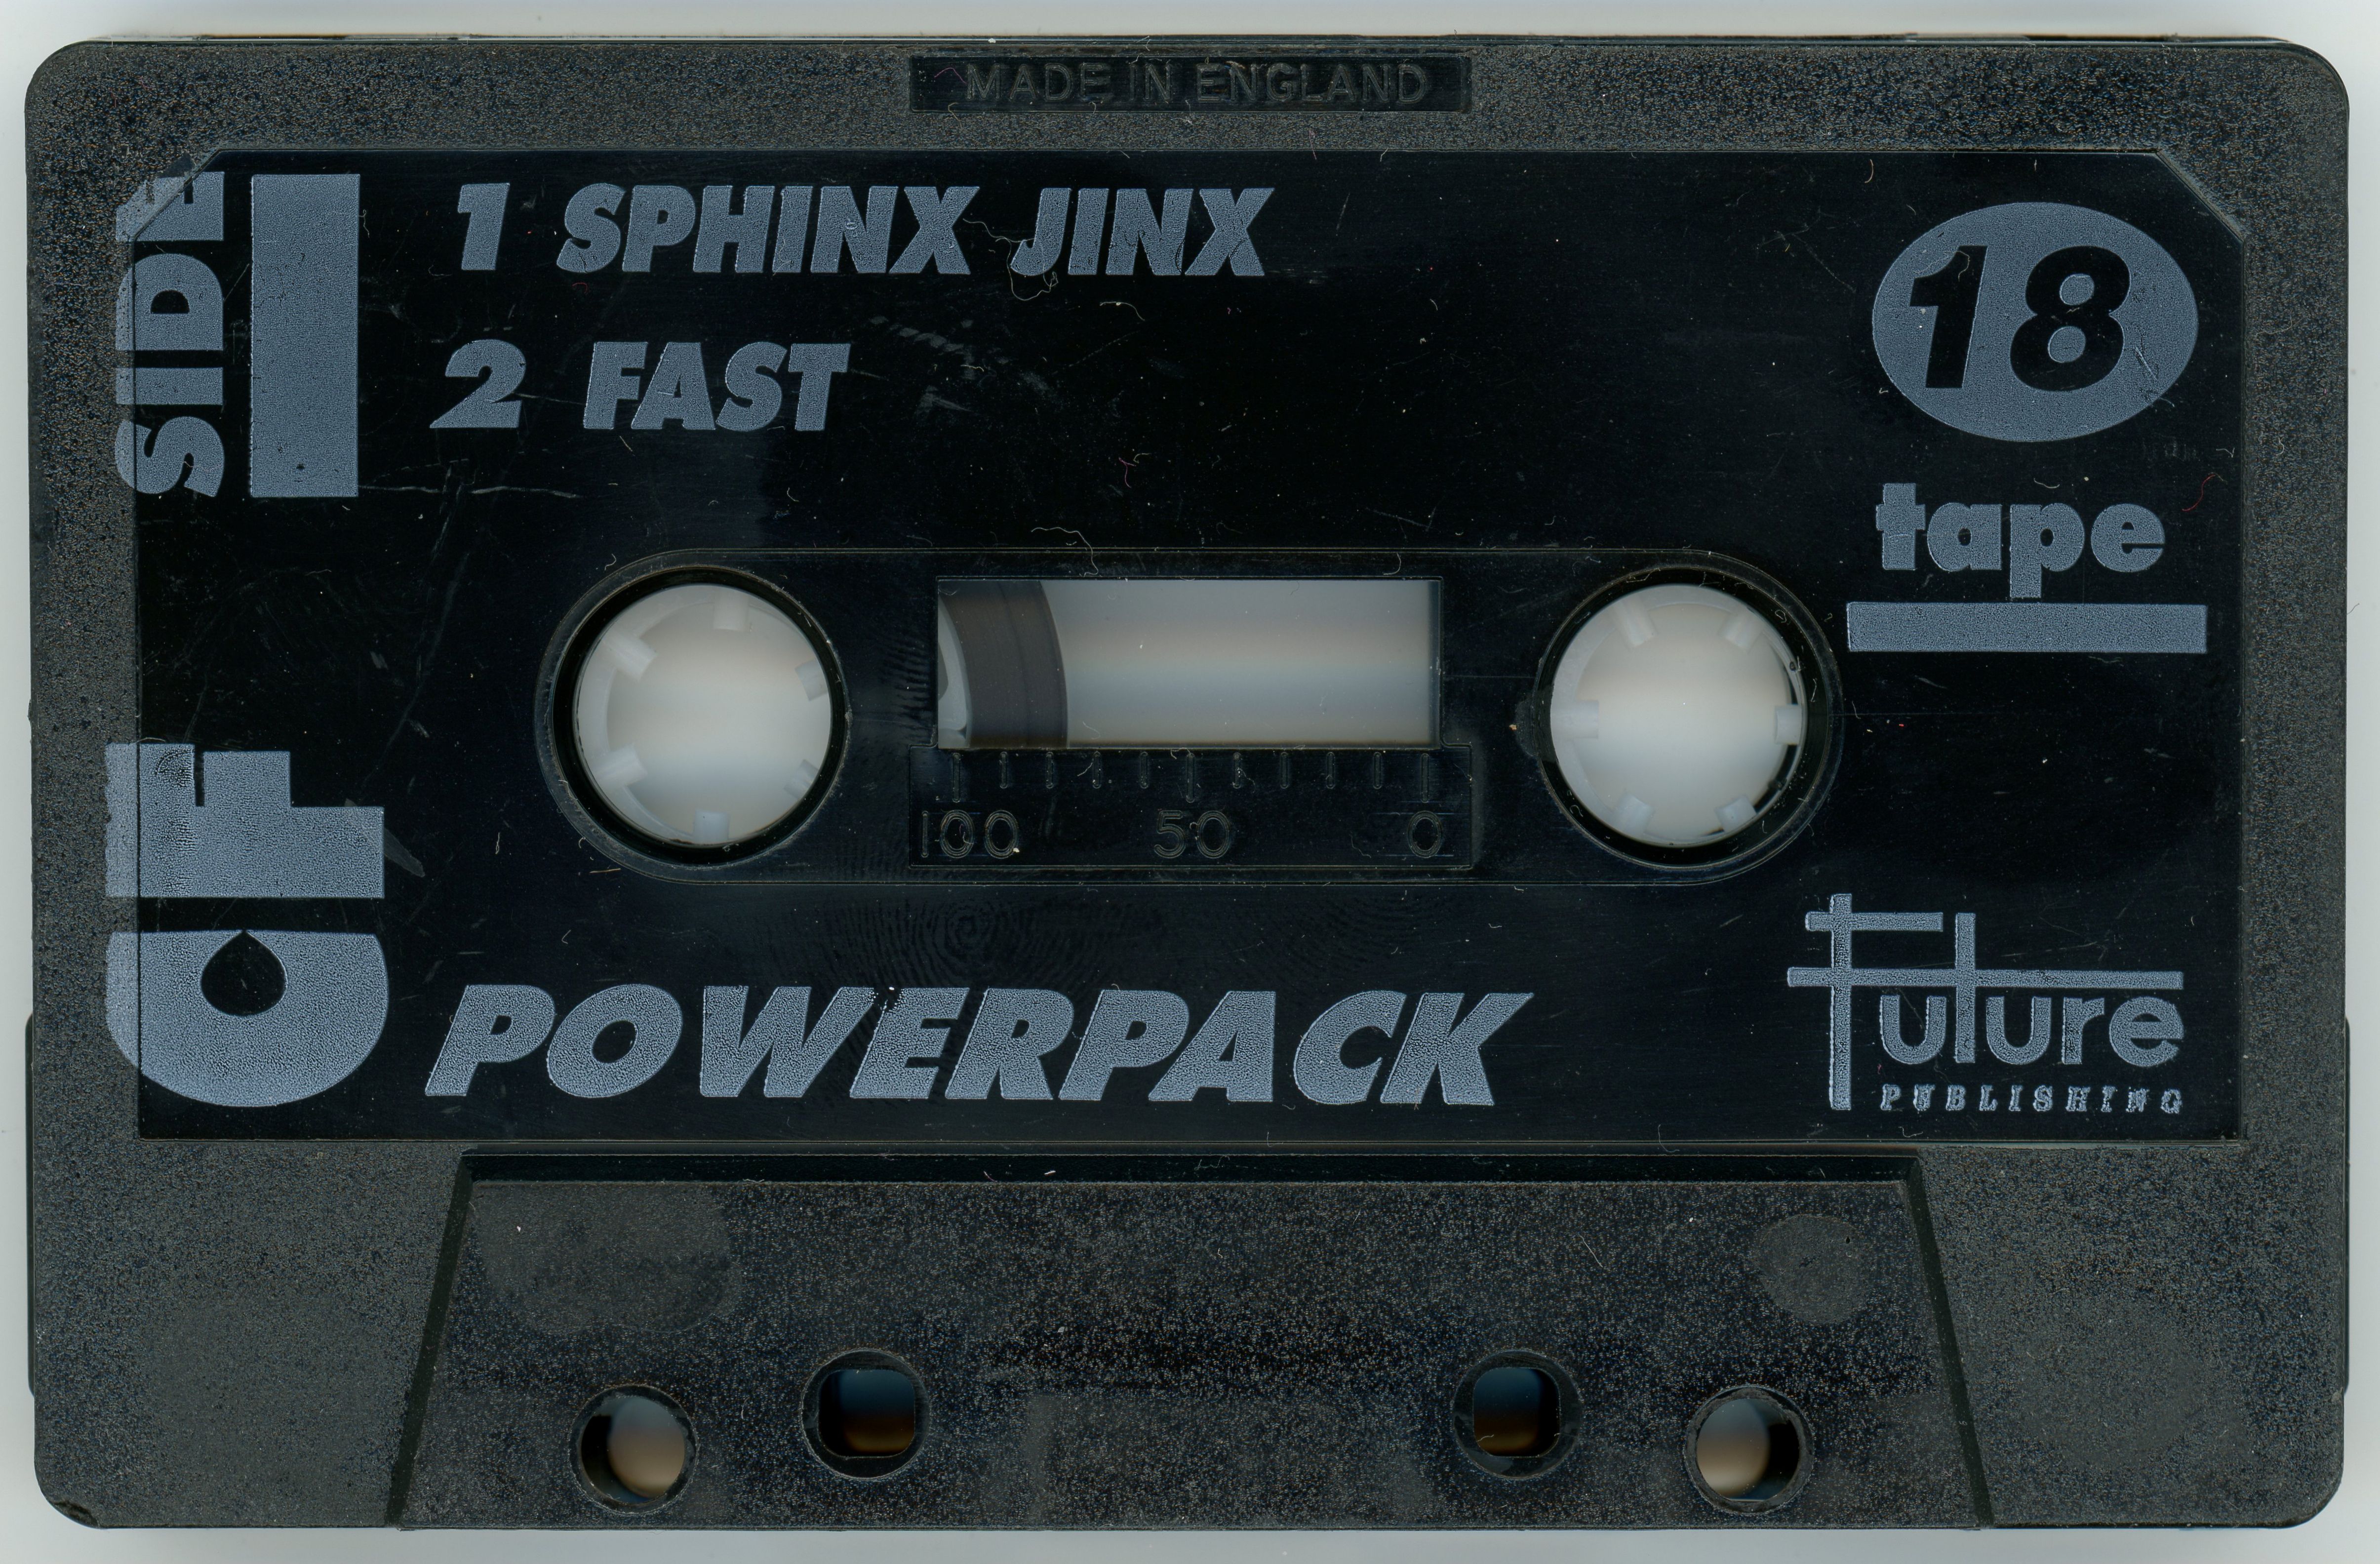 MADE IN ENGLAND
SIDE 1
1 SPHINX JINX
2 FAST
18
tape
100 50 0
CF
POWERPACK
Future
PUBLISHING